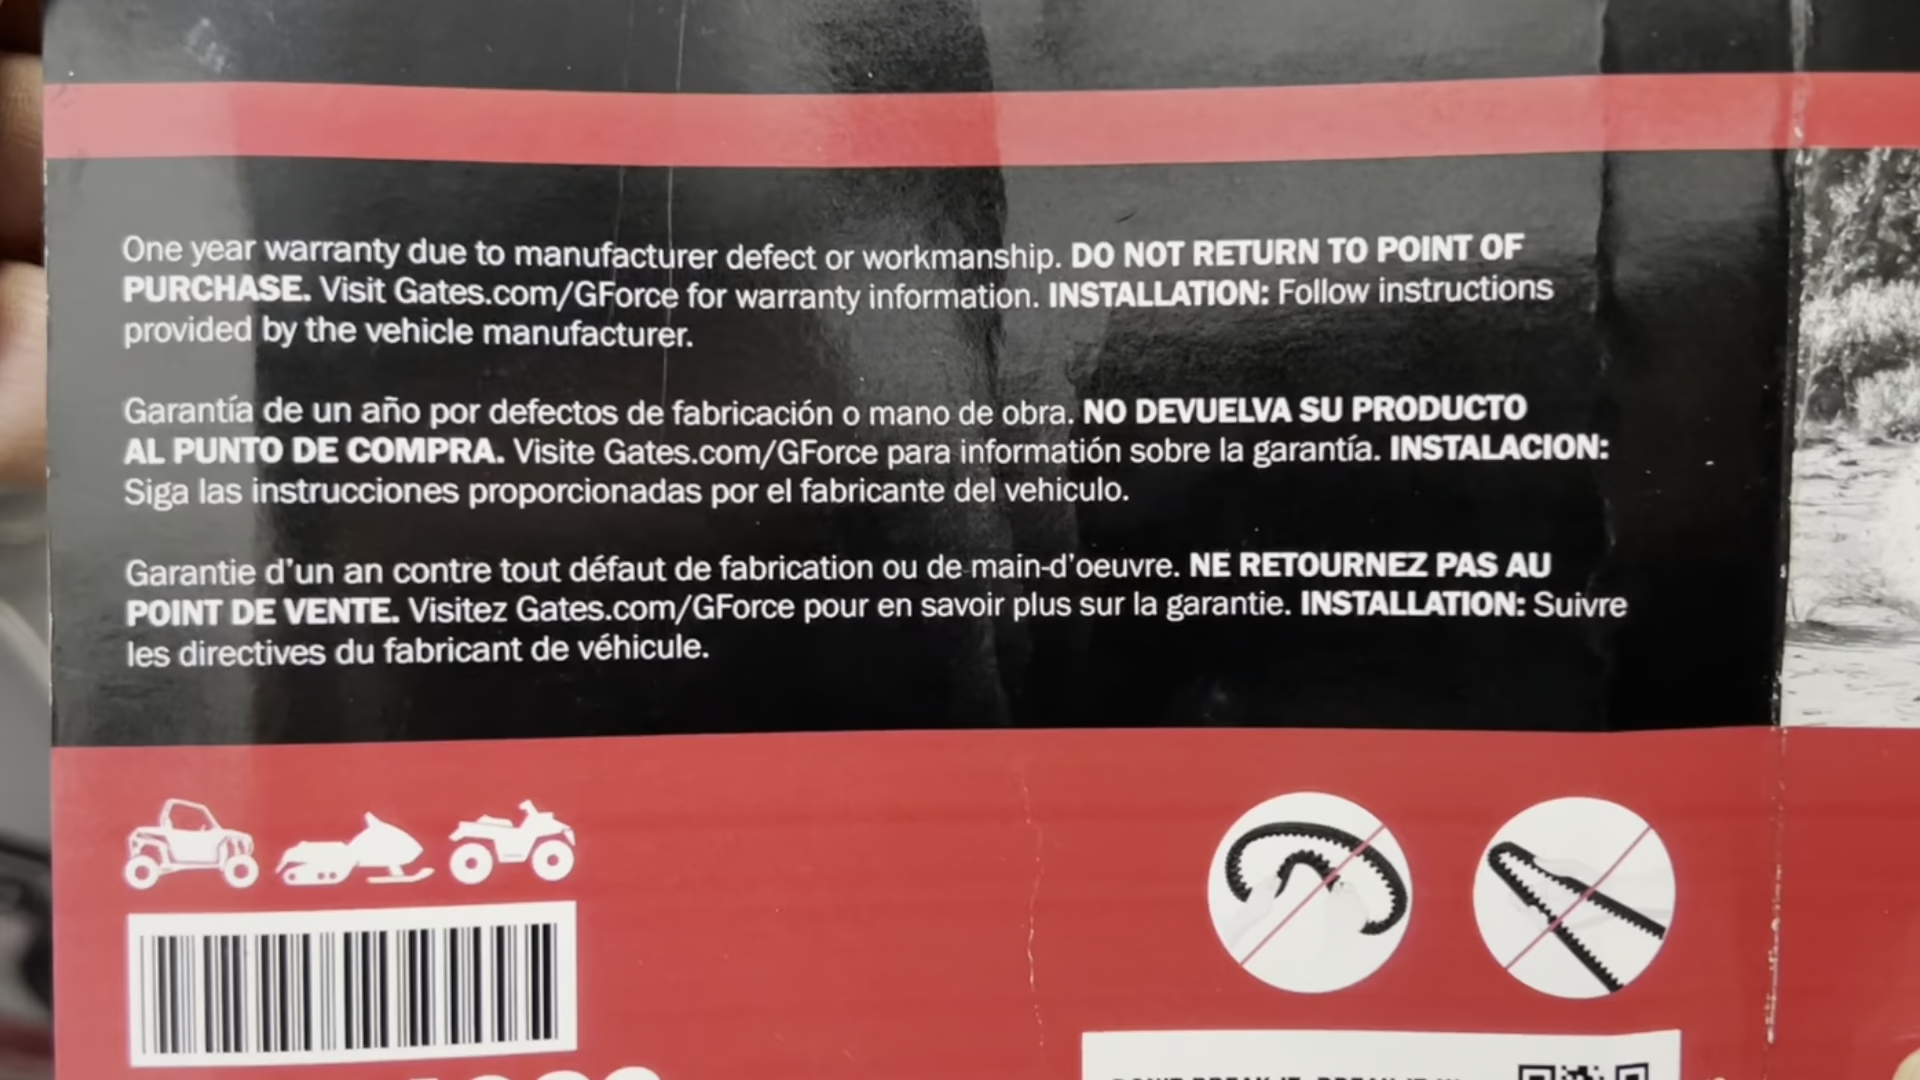 One year warranty due to manufacturer defect or workmanship. DO NOT RETURN TO POINT OF
PURCHASE. Visit Gates.com/GForce for warranty information. INSTALLATION: Follow instructions
provided by the vehicle manufacturer.
Garantía de un año por defectos de fabricación o mano de obra. NO DEVUELVA SU PRODUCTO
AL PUNTO DE COMPRA. Visite Gates.com/GForce para informatión sobre la garantía. INSTALACION:
Siga las instrucciones proporcionadas por el fabricante del vehiculo.
Garantie d'un an contre tout défaut de fabrication ou de main-d'oeuvre. NE RETOURNEZ PAS AU
POINT DE VENTE. Visitez Gates.com/GForce pour en savoir plus sur la garantie. INSTALLATION: Suivre
les directives du fabricant de véhicule.